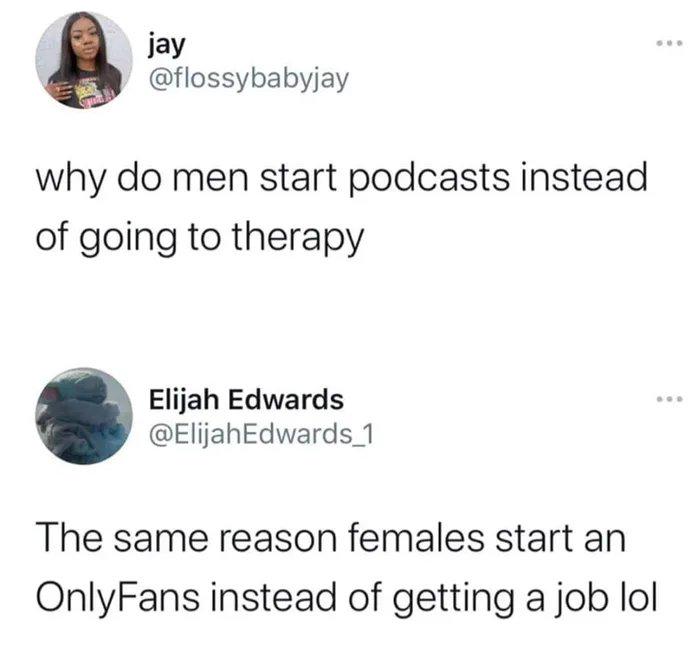 jay
@flossybabyjay
why do men start podcasts instead
of going to therapy
Elijah Edwards
@ElijahEdwards_1
The same reason females start an
OnlyFans instead of getting a job lol